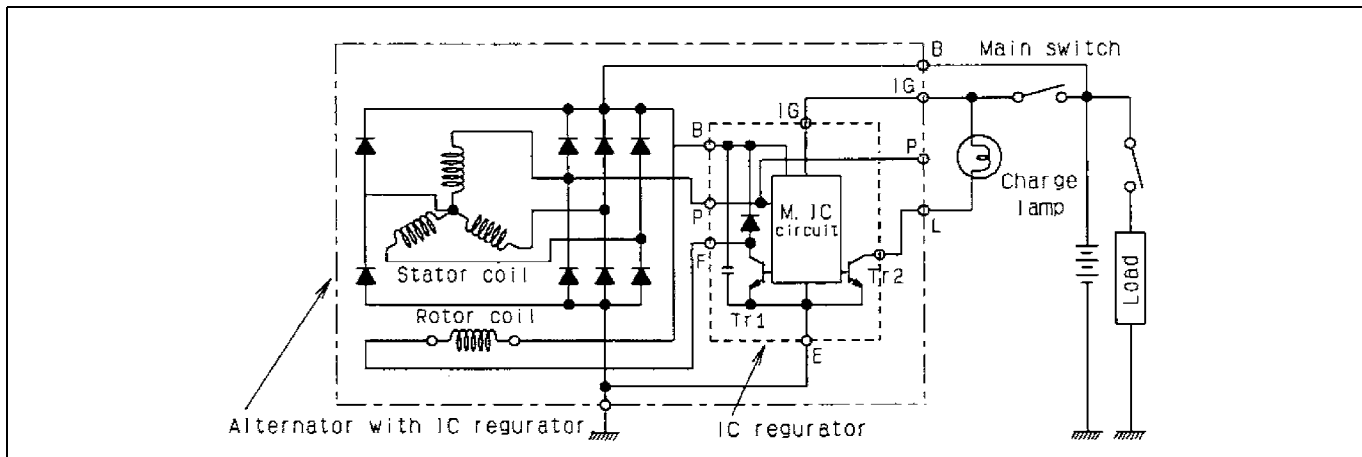 B
Main switch
IG
IG
B
P
Charge
lamp
P
M. IC
circuit
L
F
Stator coil
Tr2
Load
Rotor coil
Tr1
E
Alternator with IC regurator
IC regurator